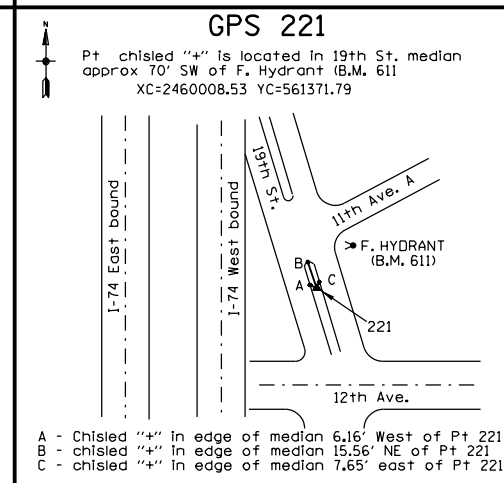 GPS 221
N
Pt chisled "+" is located in 19th St. median
approx 70' SW of F. Hydrant (B.M. 611
XC=2460008.53 YC=561371.79
I-74 East bound
I-74 West bound
19th St.
11th Ave. A
F. HYDRANT
(B.M. 611)
B
A
C
221
12th Ave.
A - Chisled "+" in edge of median 6.16' West of Pt 221
B - chisled "+" in edge of median 15.56' NE of Pt 221
C - chisled "+" in edge of median 7.65' east of Pt 221